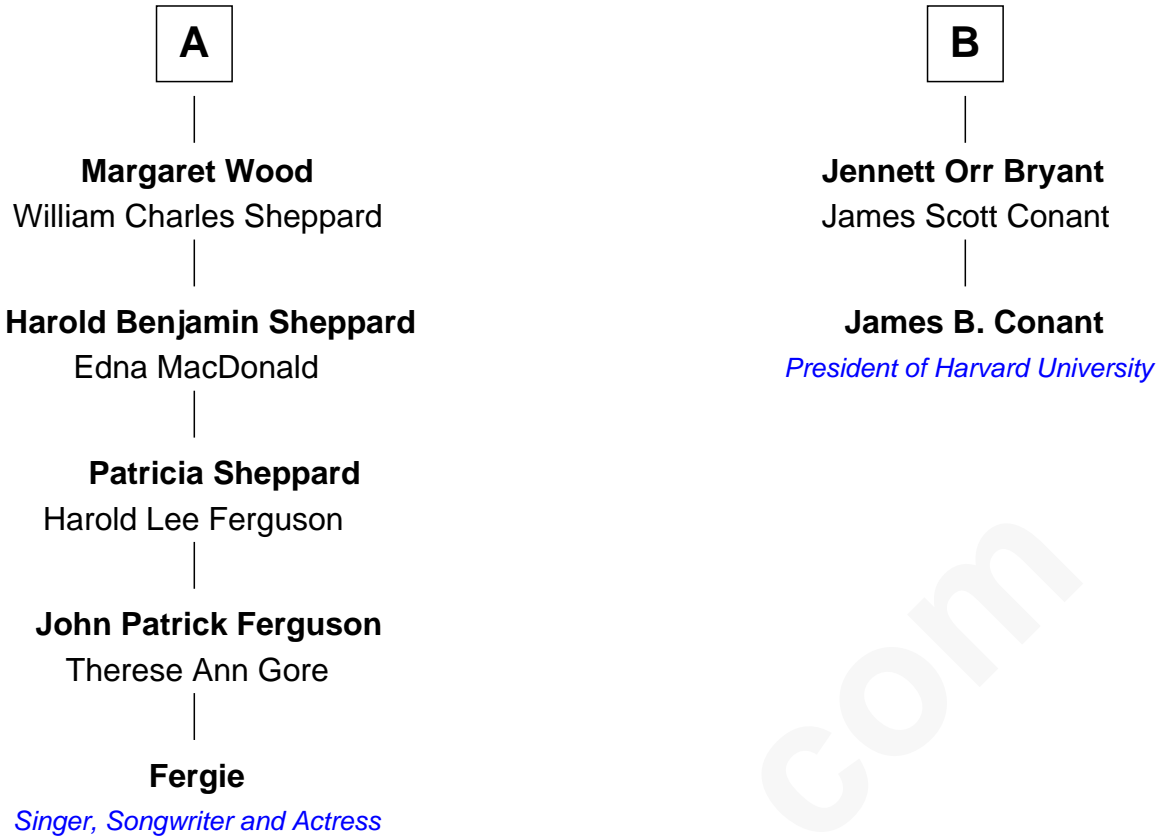 A
Margaret Wood
William Charles Sheppard
Harold Benjamin Sheppard
Edna MacDonald
Patricia Sheppard
Harold Lee Ferguson
John Patrick Ferguson
Therese Ann Gore
Fergie
Singer, Songwriter and Actress
B
Jennett Orr Bryant
James Scott Conant
James B. Conant
President of Harvard University
com